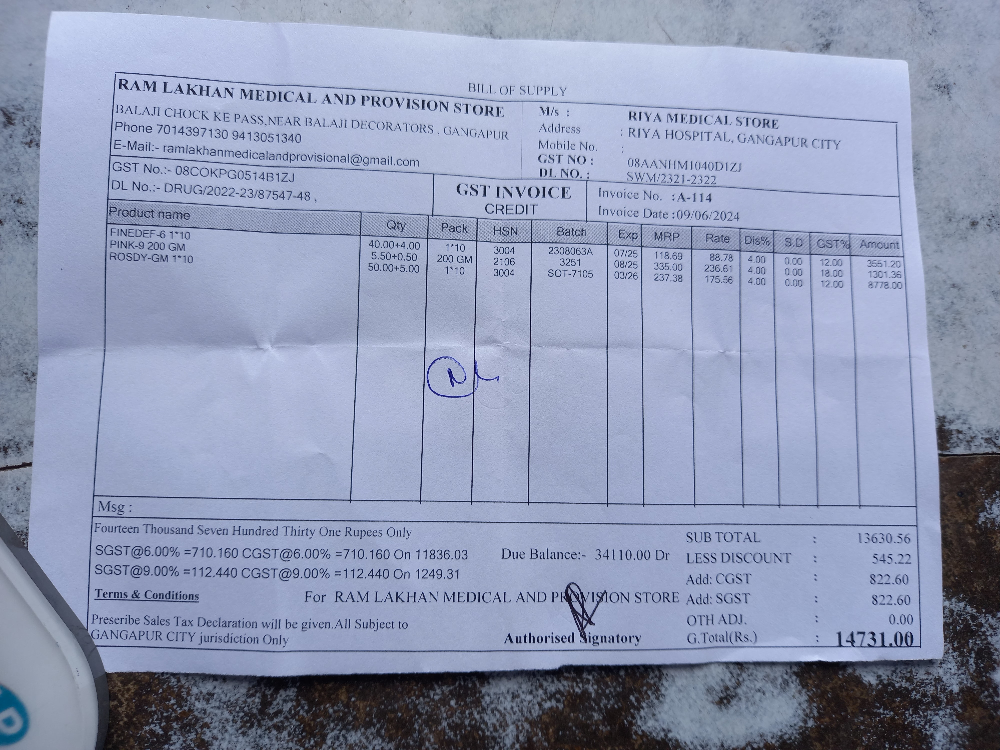 BILL OF SUPPLY
RAM LAKHAN MEDICAL AND PROVISION STORE
BALAJI CHOCK KE PASS,NEAR BALAJI DECORATORS , GANGAPUR
Phone 7014397130 9413051340
E-Mail:- ramlakhanmedicalandprovisional@gmail.com
GST No.:- 08COKPG0514B1ZJ
DL No.:- DRUG/2022-23/87547-48 ,
M/s : RIYA MEDICAL STORE
Address : RIYA HOSPITAL, GANGAPUR CITY
Mobile No. :
GST NO : 08AANHM1040D1ZJ
DL NO. : SWM/2321-2322
GST INVOICE
CREDIT
Invoice No. : A-114
Invoice Date : 09/06/2024
Product name Qty Pack HSN Batch Exp MRP Rate Dis% S.D GST% Amount
FINEDEF-6 1*10 40.00+4.00 1*10 3004 2308063A 07/25 118.69 88.78 4.00 0.00 12.00 3551.20
PINK-9 200 GM 5.50+0.50 200 GM 2106 3251 08/25 335.00 236.61 4.00 0.00 18.00 1301.36
ROSDY-GM 1*10 50.00+5.00 1*10 3004 SOT-7105 03/26 237.38 175.56 4.00 0.00 12.00 8778.00
Msg :
Fourteen Thousand Seven Hundred Thirty One Rupees Only
SGST@6.00% =710.160 CGST@6.00% =710.160 On 11836.03
SGST@9.00% =112.440 CGST@9.00% =112.440 On 1249.31
Due Balance:- 34110.00 Dr
Terms & Conditions
For RAM LAKHAN MEDICAL AND PROVISION STORE
Prescribe Sales Tax Declaration will be given.All Subject to
GANGAPUR CITY jurisdiction Only
Authorised Signatory
SUB TOTAL : 13630.56
LESS DISCOUNT : 545.22
Add: CGST : 822.60
Add: SGST : 822.60
OTH ADJ. : 0.00
G.Total(Rs.) : 14731.00